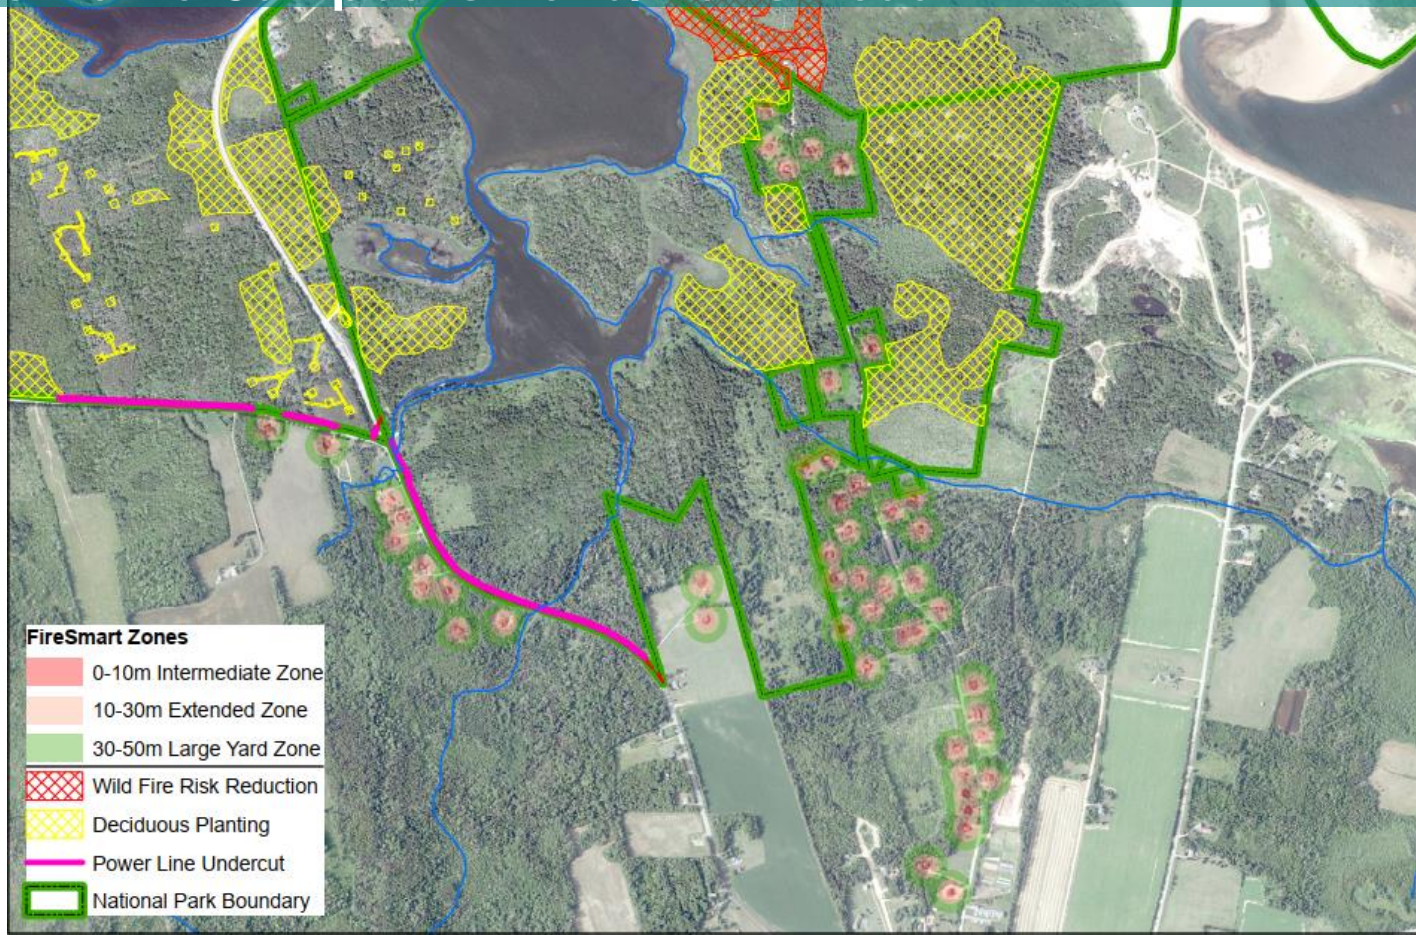 FireSmart Zones
0-10m Intermediate Zone
10-30m Extended Zone
30-50m Large Yard Zone
Wild Fire Risk Reduction
Deciduous Planting
Power Line Undercut
National Park Boundary